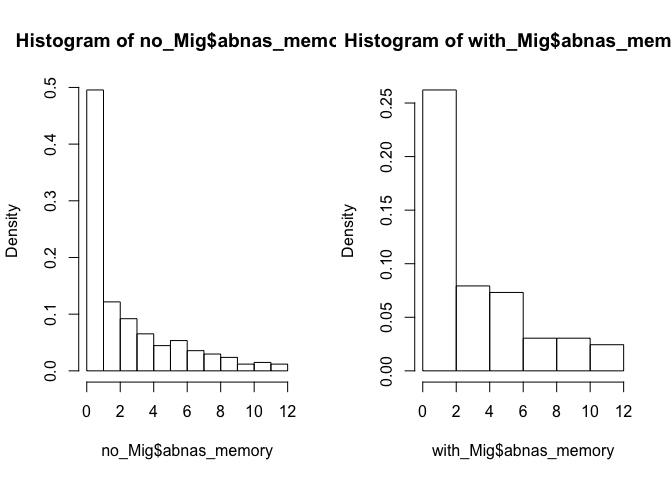 Histogram of no_Mig$abnas_memo
Density
0.0 0.1 0.2 0.3 0.4 0.5
0 2 4 6 8 10 12
no_Mig$abnas_memory
Histogram of with_Mig$abnas_mem
Density
0.00 0.05 0.10 0.15 0.20 0.25
0 2 4 6 8 10 12
with_Mig$abnas_memory